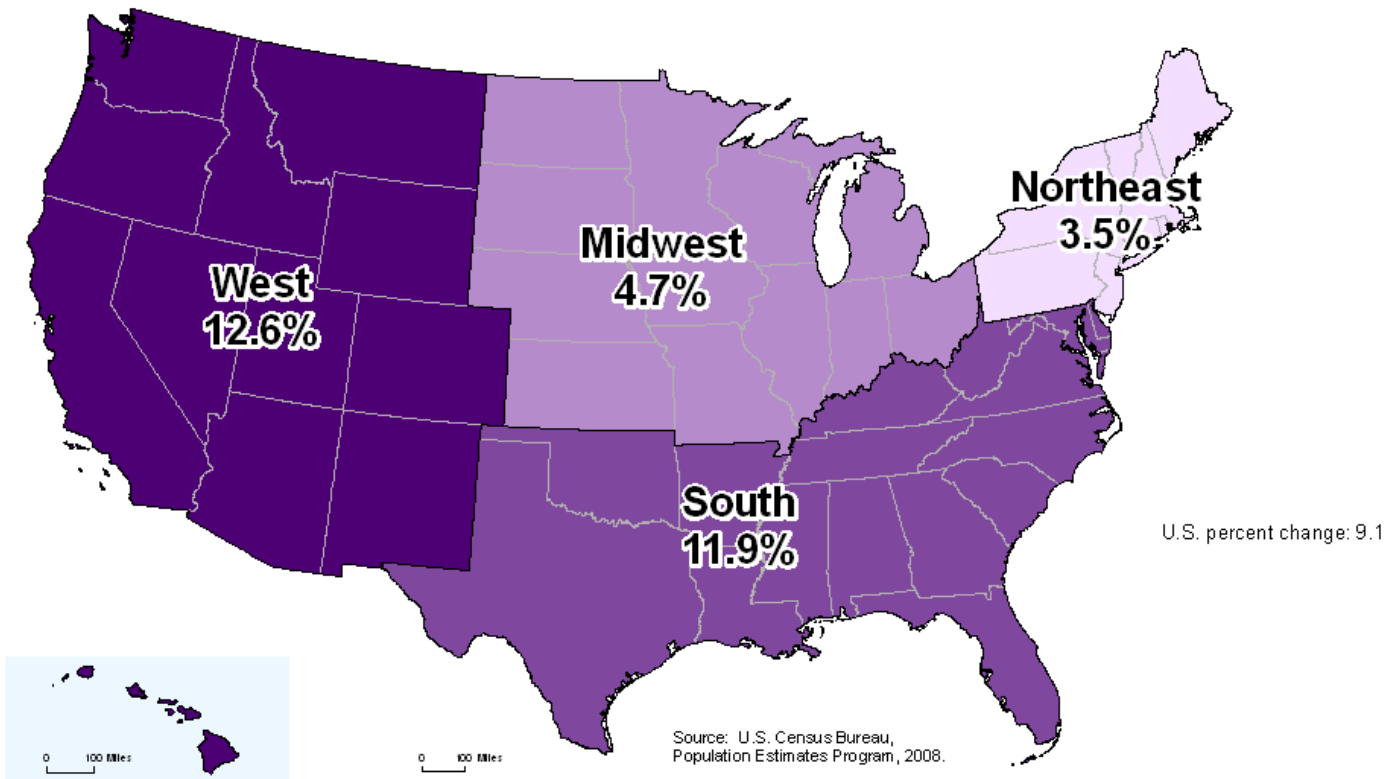 Northeast
3.5%
Midwest
4.7%
West
12.6%
South
11.9%
U.S. percent change: 9.1
0 100 Miles
0 100 Miles
Source: U.S. Census Bureau,
Population Estimates Program, 2008.